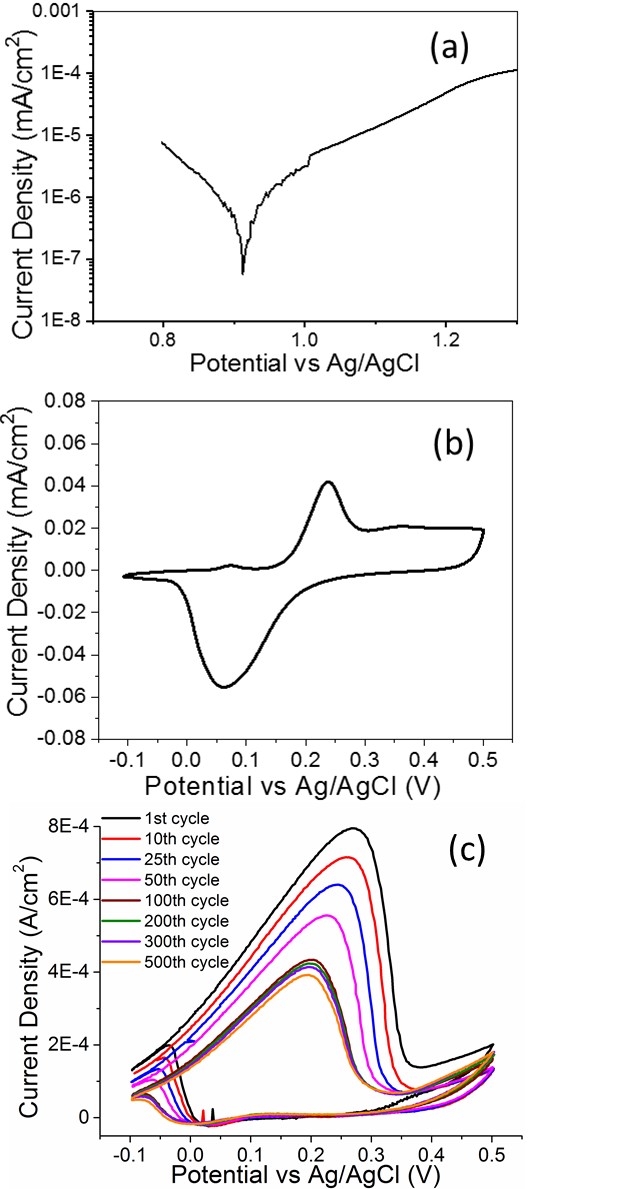 0.001
(a)
1E-4
1E-5
1E-6
1E-7
1E-8
Current Density (mA/cm2)
0.8 1.0 1.2
Potential vs Ag/AgCl
0.08
0.06
(b)
0.04
0.02
0.00
-0.02
-0.04
-0.06
-0.08
Current Density (mA/cm2)
-0.1 0.0 0.1 0.2 0.3 0.4 0.5
Potential vs Ag/AgCl (V)
1st cycle
10th cycle
25th cycle
50th cycle
100th cycle
200th cycle
300th cycle
500th cycle
(c)
8E-4
6E-4
4E-4
2E-4
0
Current Density (A/cm2)
-0.1 0.0 0.1 0.2 0.3 0.4 0.5
Potential vs Ag/AgCl (V)